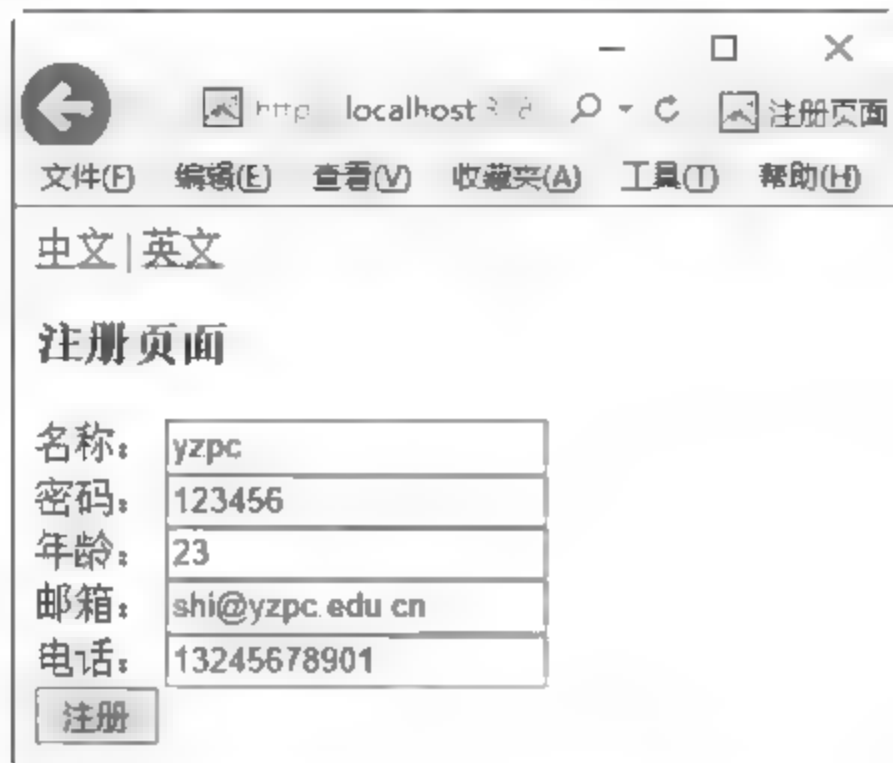 http localhost 注册页面
文件(F) 编辑(E) 查看(V) 收藏夹(A) 工具(T) 帮助(H)
中文 | 英文
注册页面
名称： yzpc
密码： 123456
年龄： 23
邮箱： shi@yzpc.edu cn
电话： 13245678901
注册